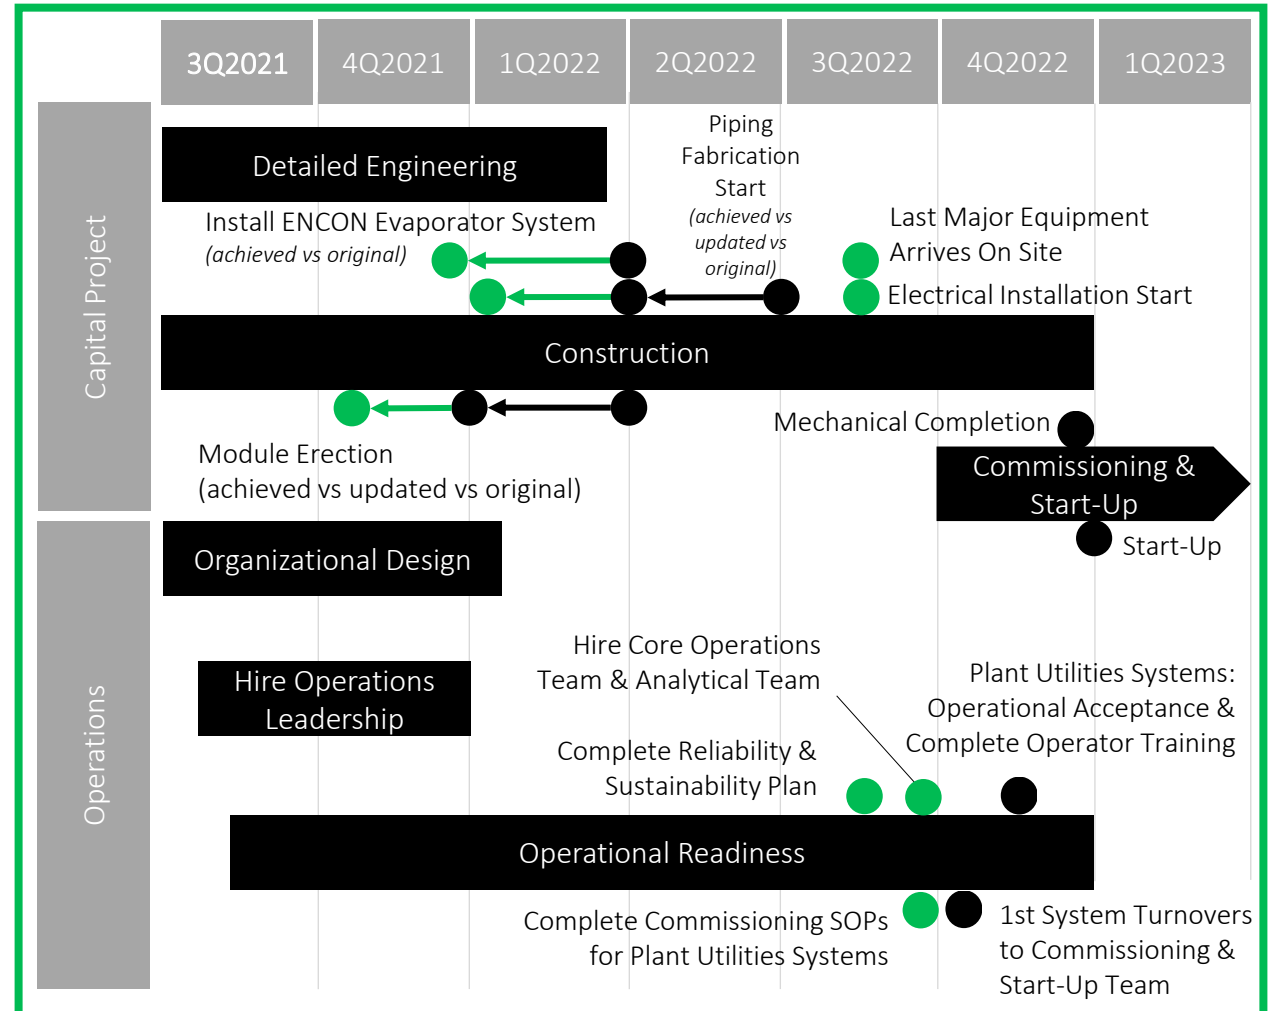 3Q2021
4Q2021
1Q2022
2Q2022
3Q2022
4Q2022
1Q2023
Capital Project
Detailed Engineering
Piping
Fabrication
Start
(achieved vs
updated vs
original)
Install ENCON Evaporator System
(achieved vs original)
Last Major Equipment
Arrives On Site
Electrical Installation Start
Construction
Module Erection
(achieved vs updated vs original)
Mechanical Completion
Commissioning &
Start-Up
Start-Up
Operations
Organizational Design
Hire Operations
Leadership
Hire Core Operations
Team & Analytical Team
Plant Utilities Systems:
Operational Acceptance &
Complete Operator Training
Complete Reliability &
Sustainability Plan
Operational Readiness
Complete Commissioning SOPs
for Plant Utilities Systems
1st System Turnovers
to Commissioning &
Start-Up Team